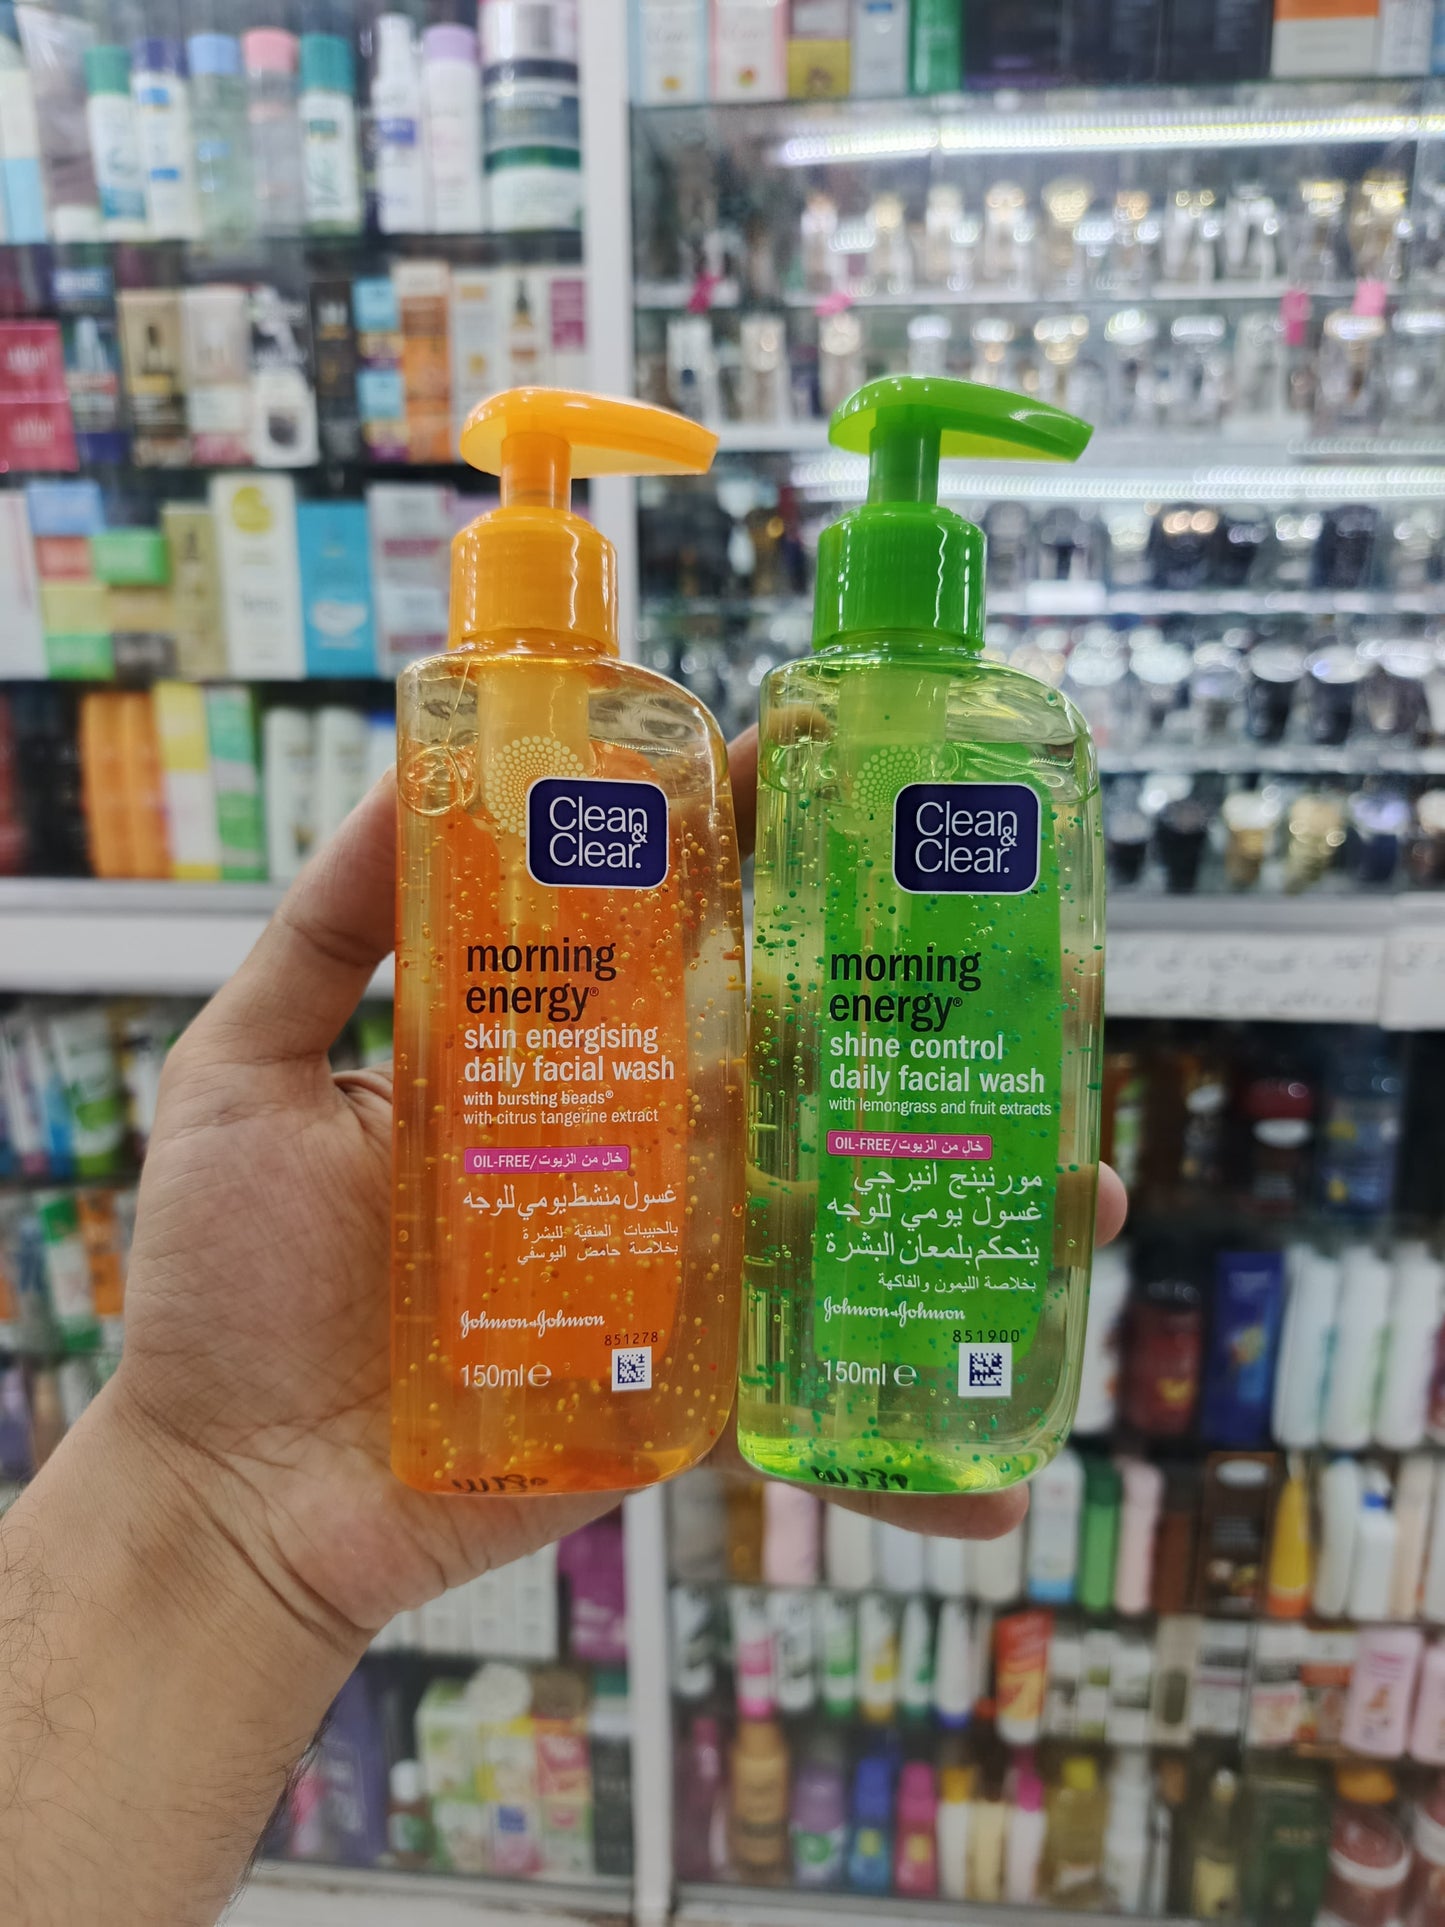 Clean
&
Clear.
morning
energy®
skin energising
daily facial wash
with bursting beads®
with citrus tangerine extract
OIL-FREE/خال من الزيوت
غسول منشط يومي للوجه
بالحبيبات المنقية للبشرة
بخلاصة حامض اليوسفي
Johnson & Johnson
851278
150ml ℮
Clean
&
Clear.
morning
energy®
shine control
daily facial wash
with lemongrass and fruit extracts
OIL-FREE/خال من الزيوت
مورنينج انيرجي
غسول يومي للوجه
يتحكم بلمعان البشرة
بخلاصة الليمون والفاكهة
Johnson & Johnson
851900
150ml ℮